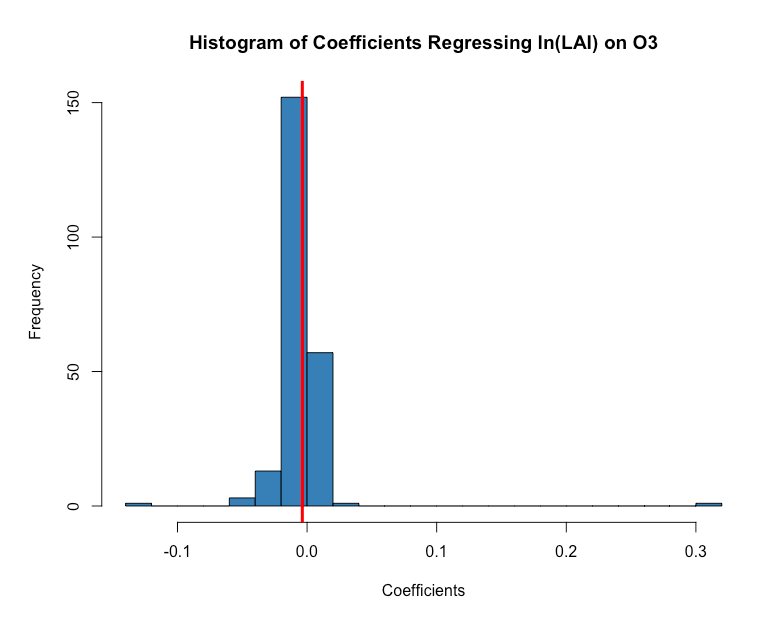 Histogram of Coefficients Regressing ln(LAI) on O3
150
100
50
0
Frequency
-0.1 0.0 0.1 0.2 0.3
Coefficients